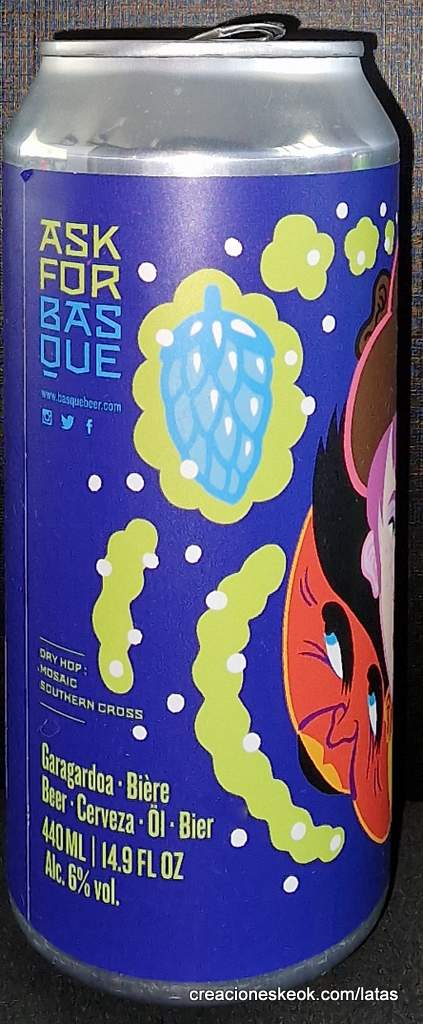 ASK
FOR
BAS
QUE
www.basquebeer.com
DRY HOP:
MOSAIC
SOUTHERN CROSS
Garagardoa · Bière
Beer · Cerveza · Öl · Bier
440 ML | 14.9 FL OZ
Alc. 6% vol.
creacioneskeok.com/latas